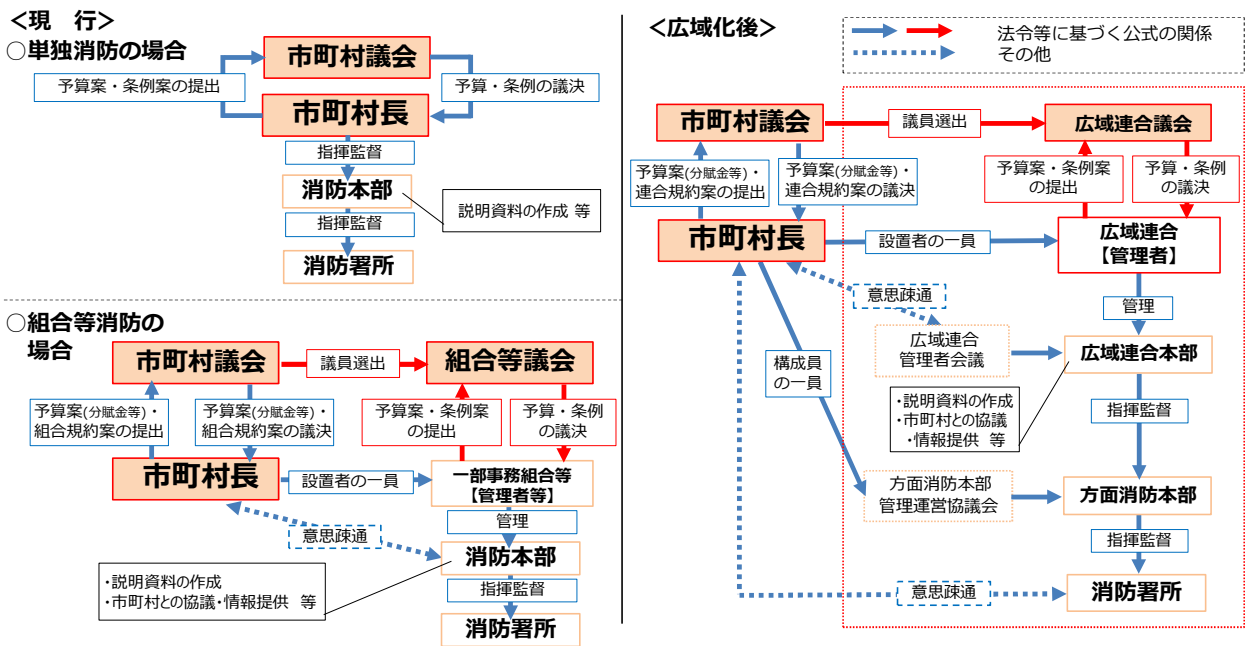 ＜現　行＞
○単独消防の場合
市町村議会
予算案・条例案の提出
予算・条例の議決
市町村長
指揮監督
消防本部
説明資料の作成 等
指揮監督
消防署所
○組合等消防の
場合
市町村議会
議員選出
組合等議会
予算案(分賦金等)・
組合規約案の提出
予算案(分賦金等)・
組合規約案の議決
予算案・条例案
の提出
予算・条例
の議決
市町村長
設置者の一員
一部事務組合等
【管理者等】
管理
意思疎通
消防本部
・説明資料の作成
・市町村との協議・情報提供 等
指揮監督
消防署所
＜広域化後＞
法令等に基づく公式の関係
その他
市町村議会
議員選出
広域連合議会
予算案(分賦金等)・
連合規約案の提出
予算案(分賦金等)・
連合規約案の議決
予算案・条例案
の提出
予算・条例
の議決
市町村長
設置者の一員
広域連合
【管理者】
意思疎通
管理
広域連合
管理者会議
広域連合本部
構成員
の一員
・説明資料の作成
・市町村との協議
・情報提供 等
指揮監督
方面消防本部
管理運営協議会
方面消防本部
指揮監督
意思疎通
消防署所